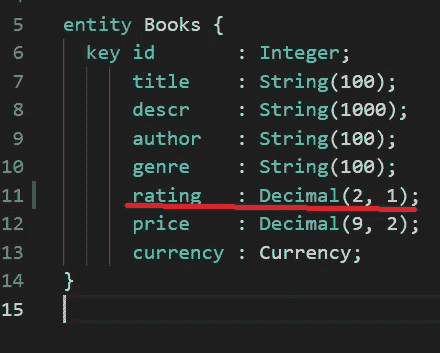 5 entity Books {
6 key id : Integer;
7 title : String(100);
8 descr : String(1000);
9 author : String(100);
10 genre : String(100);
11 rating : Decimal(2, 1);
12 price : Decimal(9, 2);
13 currency : Currency;
14 }
15